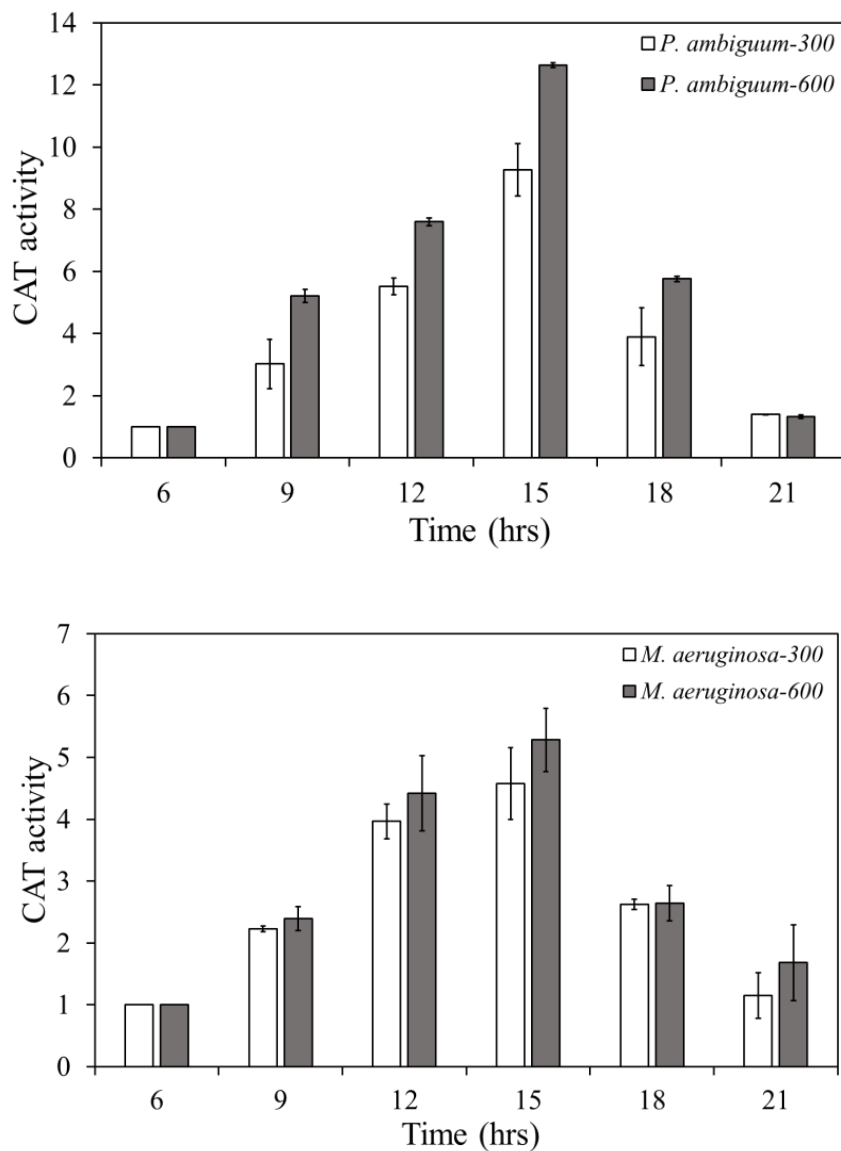 14
12
10
8
6
4
2
0
CAT activity
P. ambiguum-300
P. ambiguum-600
6 9 12 15 18 21
Time (hrs)
7
6
5
4
3
2
1
0
CAT activity
M. aeruginosa-300
M. aeruginosa-600
6 9 12 15 18 21
Time (hrs)